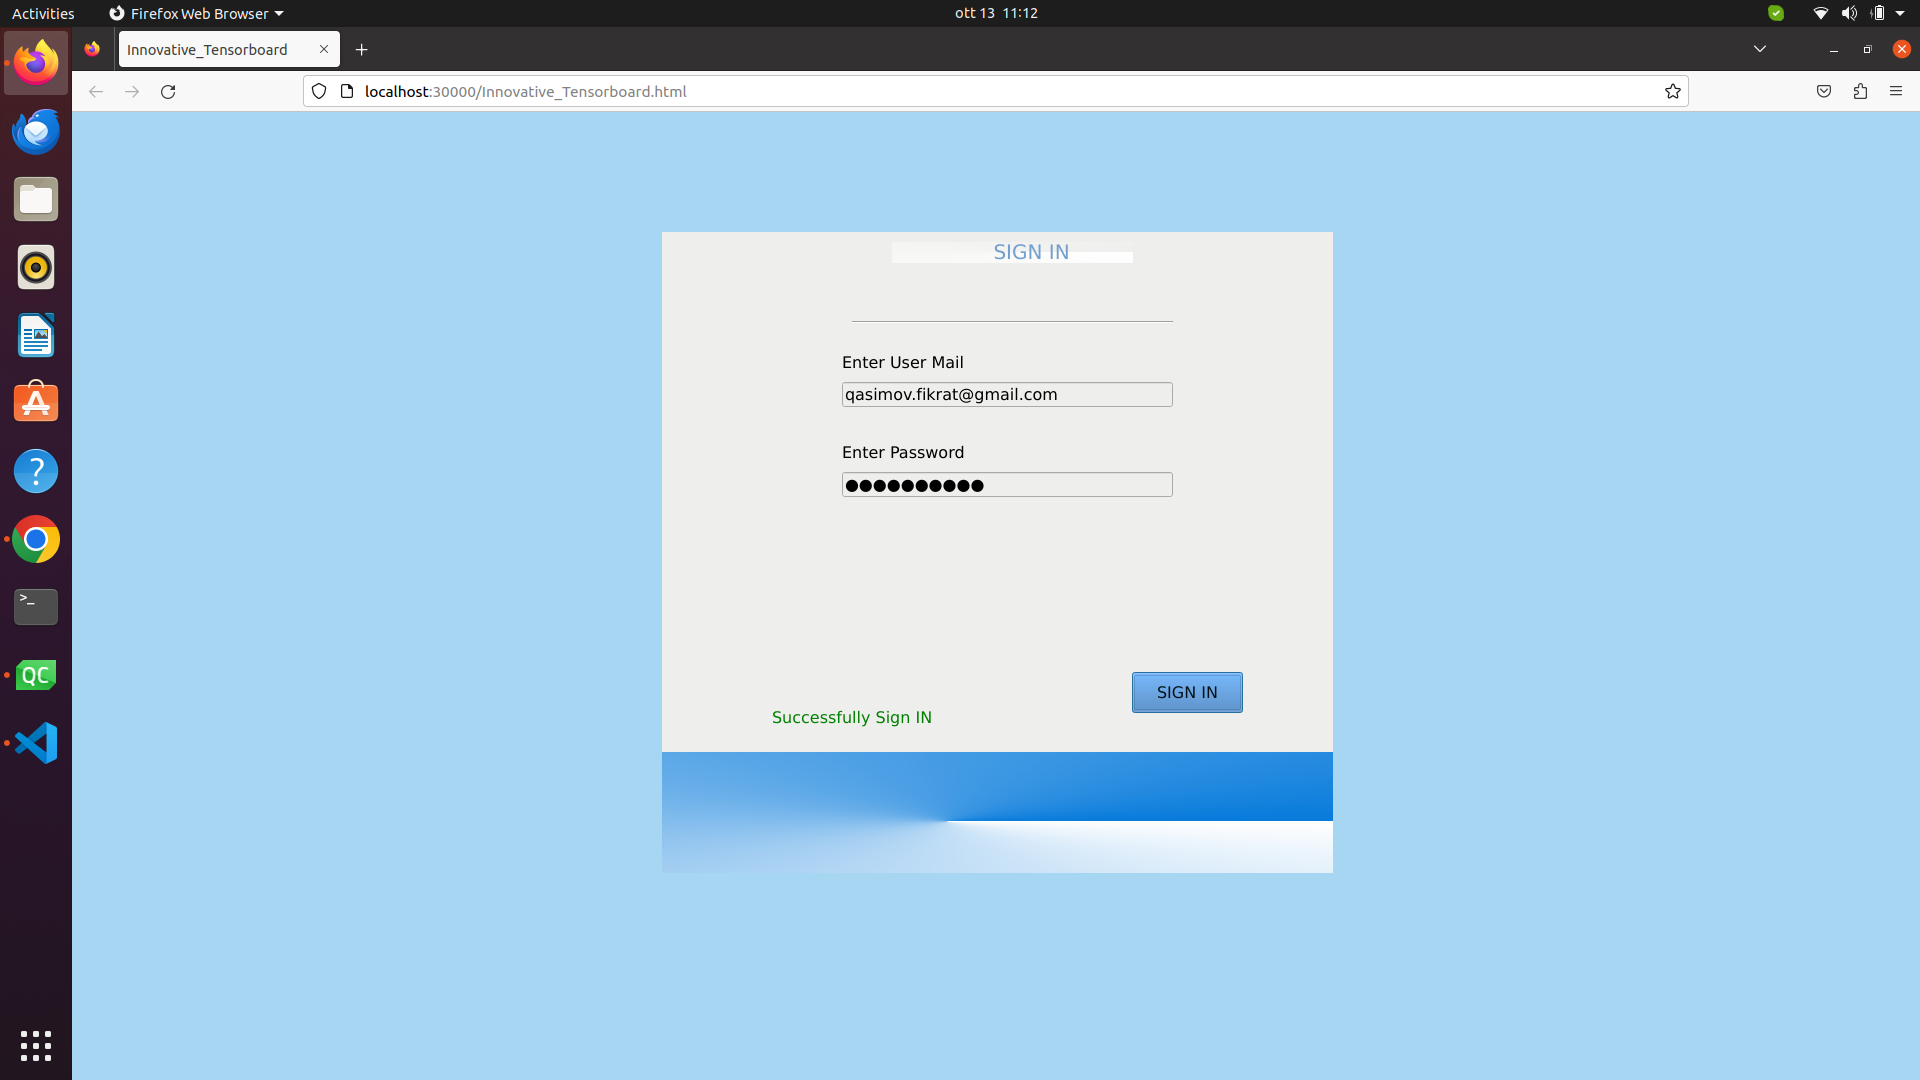 Activities
Firefox Web Browser
ott 13 11:12
Innovative_Tensorboard
localhost:30000/Innovative_Tensorboard.html
SIGN IN
Enter User Mail
qasimov.fikrat@gmail.com
Enter Password
●●●●●●●●●●
SIGN IN
Successfully Sign IN
?
>_
QC